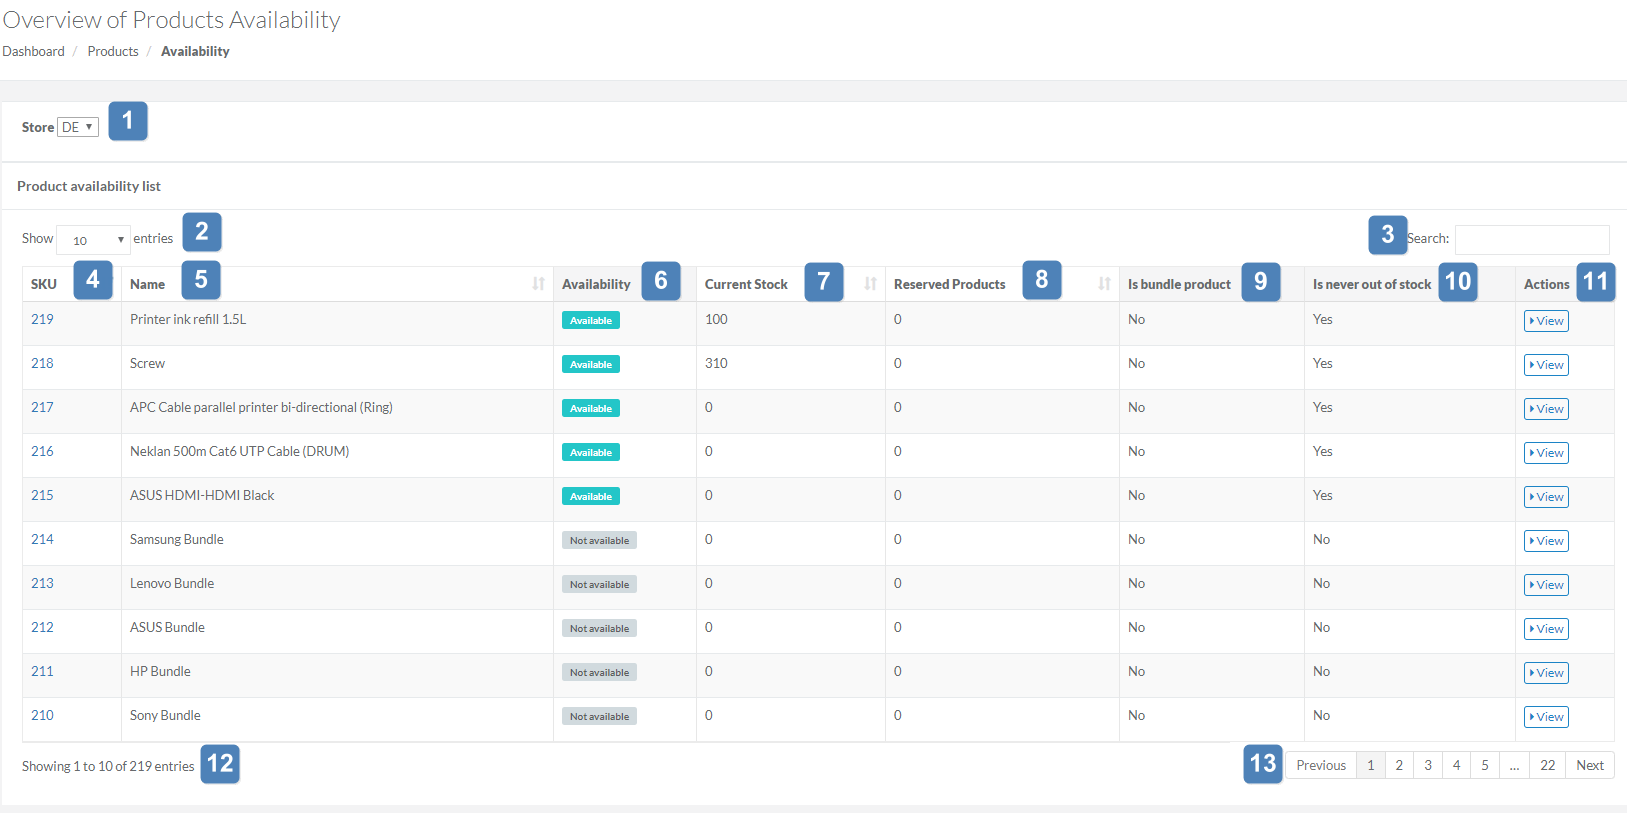 Overview of Products Availability
Dashboard / Products / Availability
Store DE 1
Product availability list
Show 10 entries 2 3 Search:
SKU 4 Name 5 Availability 6 Current Stock 7 Reserved Products 8 Is bundle product 9 Is never out of stock 10 Actions 11
219 Printer ink refill 1.5L Available 100 0 No Yes View
218 Screw Available 310 0 No Yes View
217 APC Cable parallel printer bi-directional (Ring) Available 0 0 No Yes View
216 Neklan 500m Cat6 UTP Cable (DRUM) Available 0 0 No Yes View
215 ASUS HDMI-HDMI Black Available 0 0 No Yes View
214 Samsung Bundle Not available 0 0 No No View
213 Lenovo Bundle Not available 0 0 No No View
212 ASUS Bundle Not available 0 0 No No View
211 HP Bundle Not available 0 0 No No View
210 Sony Bundle Not available 0 0 No No View
Showing 1 to 10 of 219 entries 12 13 Previous 1 2 3 4 5 ... 22 Next